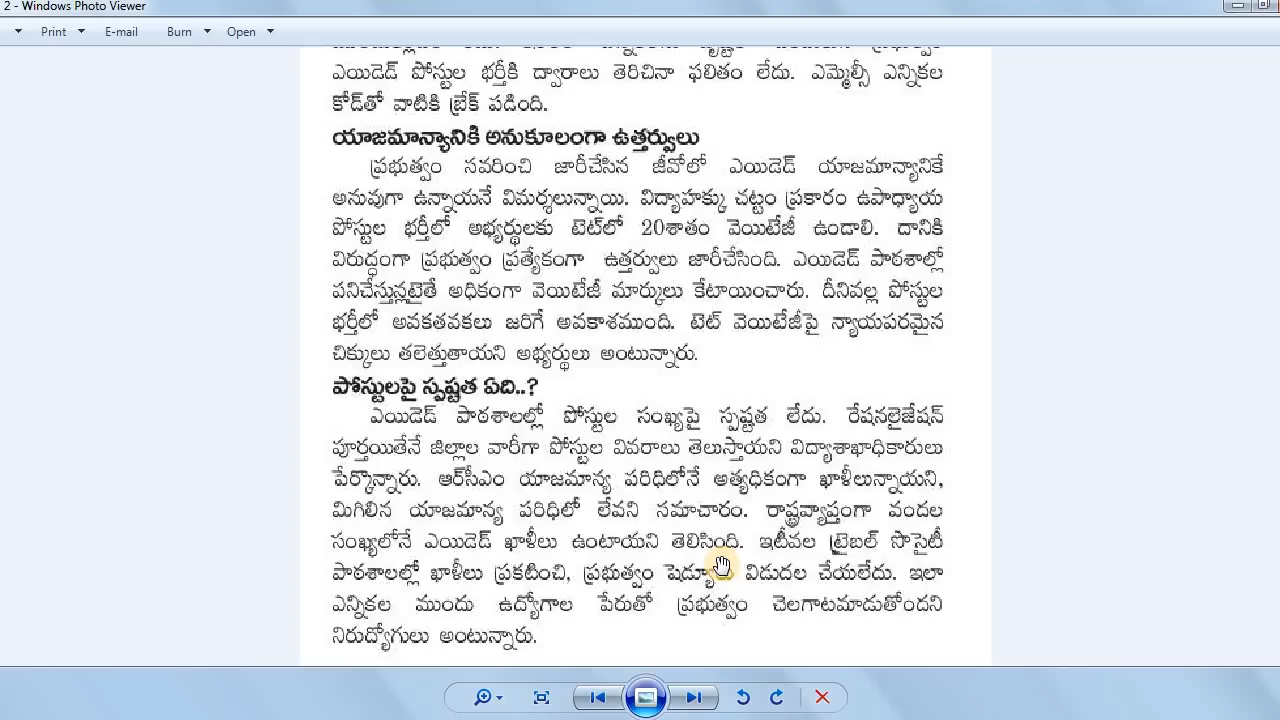 2 - Windows Photo Viewer
Print E-mail Burn Open
ఎయిడెడ్ పోస్టుల భర్తీకి ద్వారాలు తెరిచినా ఫలితం లేదు. ఎమ్మెల్సీ ఎన్నికల
కోడ్‌తో వాటికి బ్రేక్ పడింది.
యాజమాన్యానికి అనుకూలంగా ఉత్తర్వులు
ప్రభుత్వం సవరించి జారీచేసిన జీవోలో ఎయిడెడ్ యాజమాన్యానికే
అనువుగా ఉన్నాయనే విమర్శలున్నాయి. విద్యాహక్కు చట్టం ప్రకారం ఉపాధ్యాయ
పోస్టుల భర్తీలో అభ్యర్థులకు టెట్‌లో 20శాతం వెయిటేజీ ఉండాలి. దానికి
విరుద్ధంగా ప్రభుత్వం ప్రత్యేకంగా ఉత్తర్వులు జారీచేసింది. ఎయిడెడ్ పాఠశాల్లో
పనిచేస్తున్నట్లైతే అధికంగా వెయిటేజీ మార్కులు కేటాయించారు. దీనివల్ల పోస్టుల
భర్తీలో అవకతవకలు జరిగే అవకాశముంది. టెట్ వెయిటేజీపై న్యాయపరమైన
చిక్కులు తలెత్తుతాయని అభ్యర్థులు అంటున్నారు.
పోస్టులపై స్పష్టత ఏది..?
ఎయిడెడ్ పాఠశాలల్లో పోస్టుల సంఖ్యపై స్పష్టత లేదు. రేషనలైజేషన్
పూర్తయితేనే జిల్లాల వారీగా పోస్టుల వివరాలు తెలుస్తాయని విద్యాశాఖాధికారులు
పేర్కొన్నారు. ఆర్‌సీఎం యాజమాన్య పరిధిలోనే అత్యధికంగా ఖాళీలున్నాయని,
మిగిలిన యాజమాన్య పరిధిలో లేవని సమాచారం. రాష్ట్రవ్యాప్తంగా వందల
సంఖ్యలోనే ఎయిడెడ్ ఖాళీలు ఉంటాయని తెలిసింది. ఇటీవల ట్రైబల్ సొసైటీ
పాఠశాలల్లో ఖాళీలు ప్రకటించి, ప్రభుత్వం విడుదల చేయలేదు. ఇలా
ఎన్నికల ముందు ఉద్యోగాల పేరుతో ప్రభుత్వం చెలగాటమాడుతోందని
నిరుద్యోగులు అంటున్నారు.